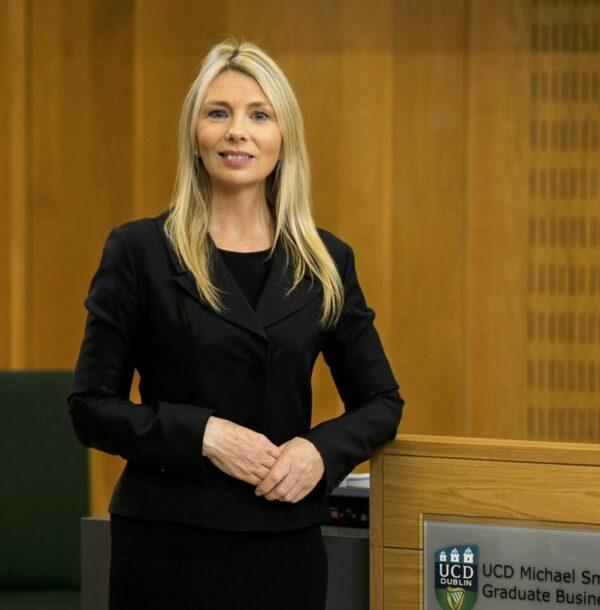 UCD
DUBLIN
UCD Michael Sm
Graduate Busine